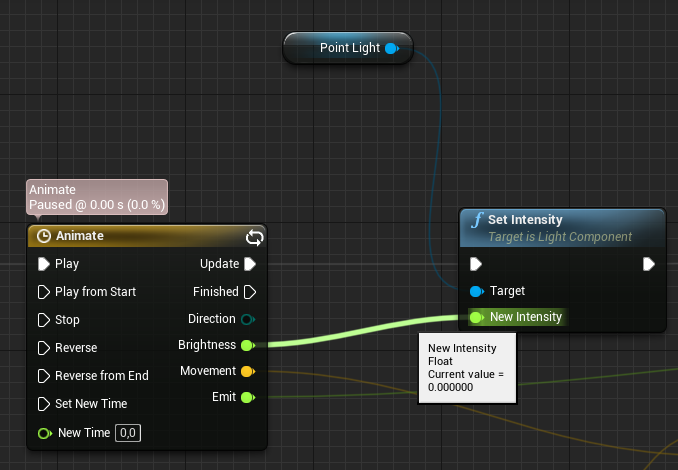 Point Light
Animate
Paused @ 0.00 s (0.0 %)
Animate
Play
Update
Play from Start
Finished
Stop
Direction
Reverse
Brightness
Reverse from End
Movement
Set New Time
Emit
New Time 0,0
Set Intensity
Target is Light Component
Target
New Intensity
New Intensity
Float
Current value =
0.000000